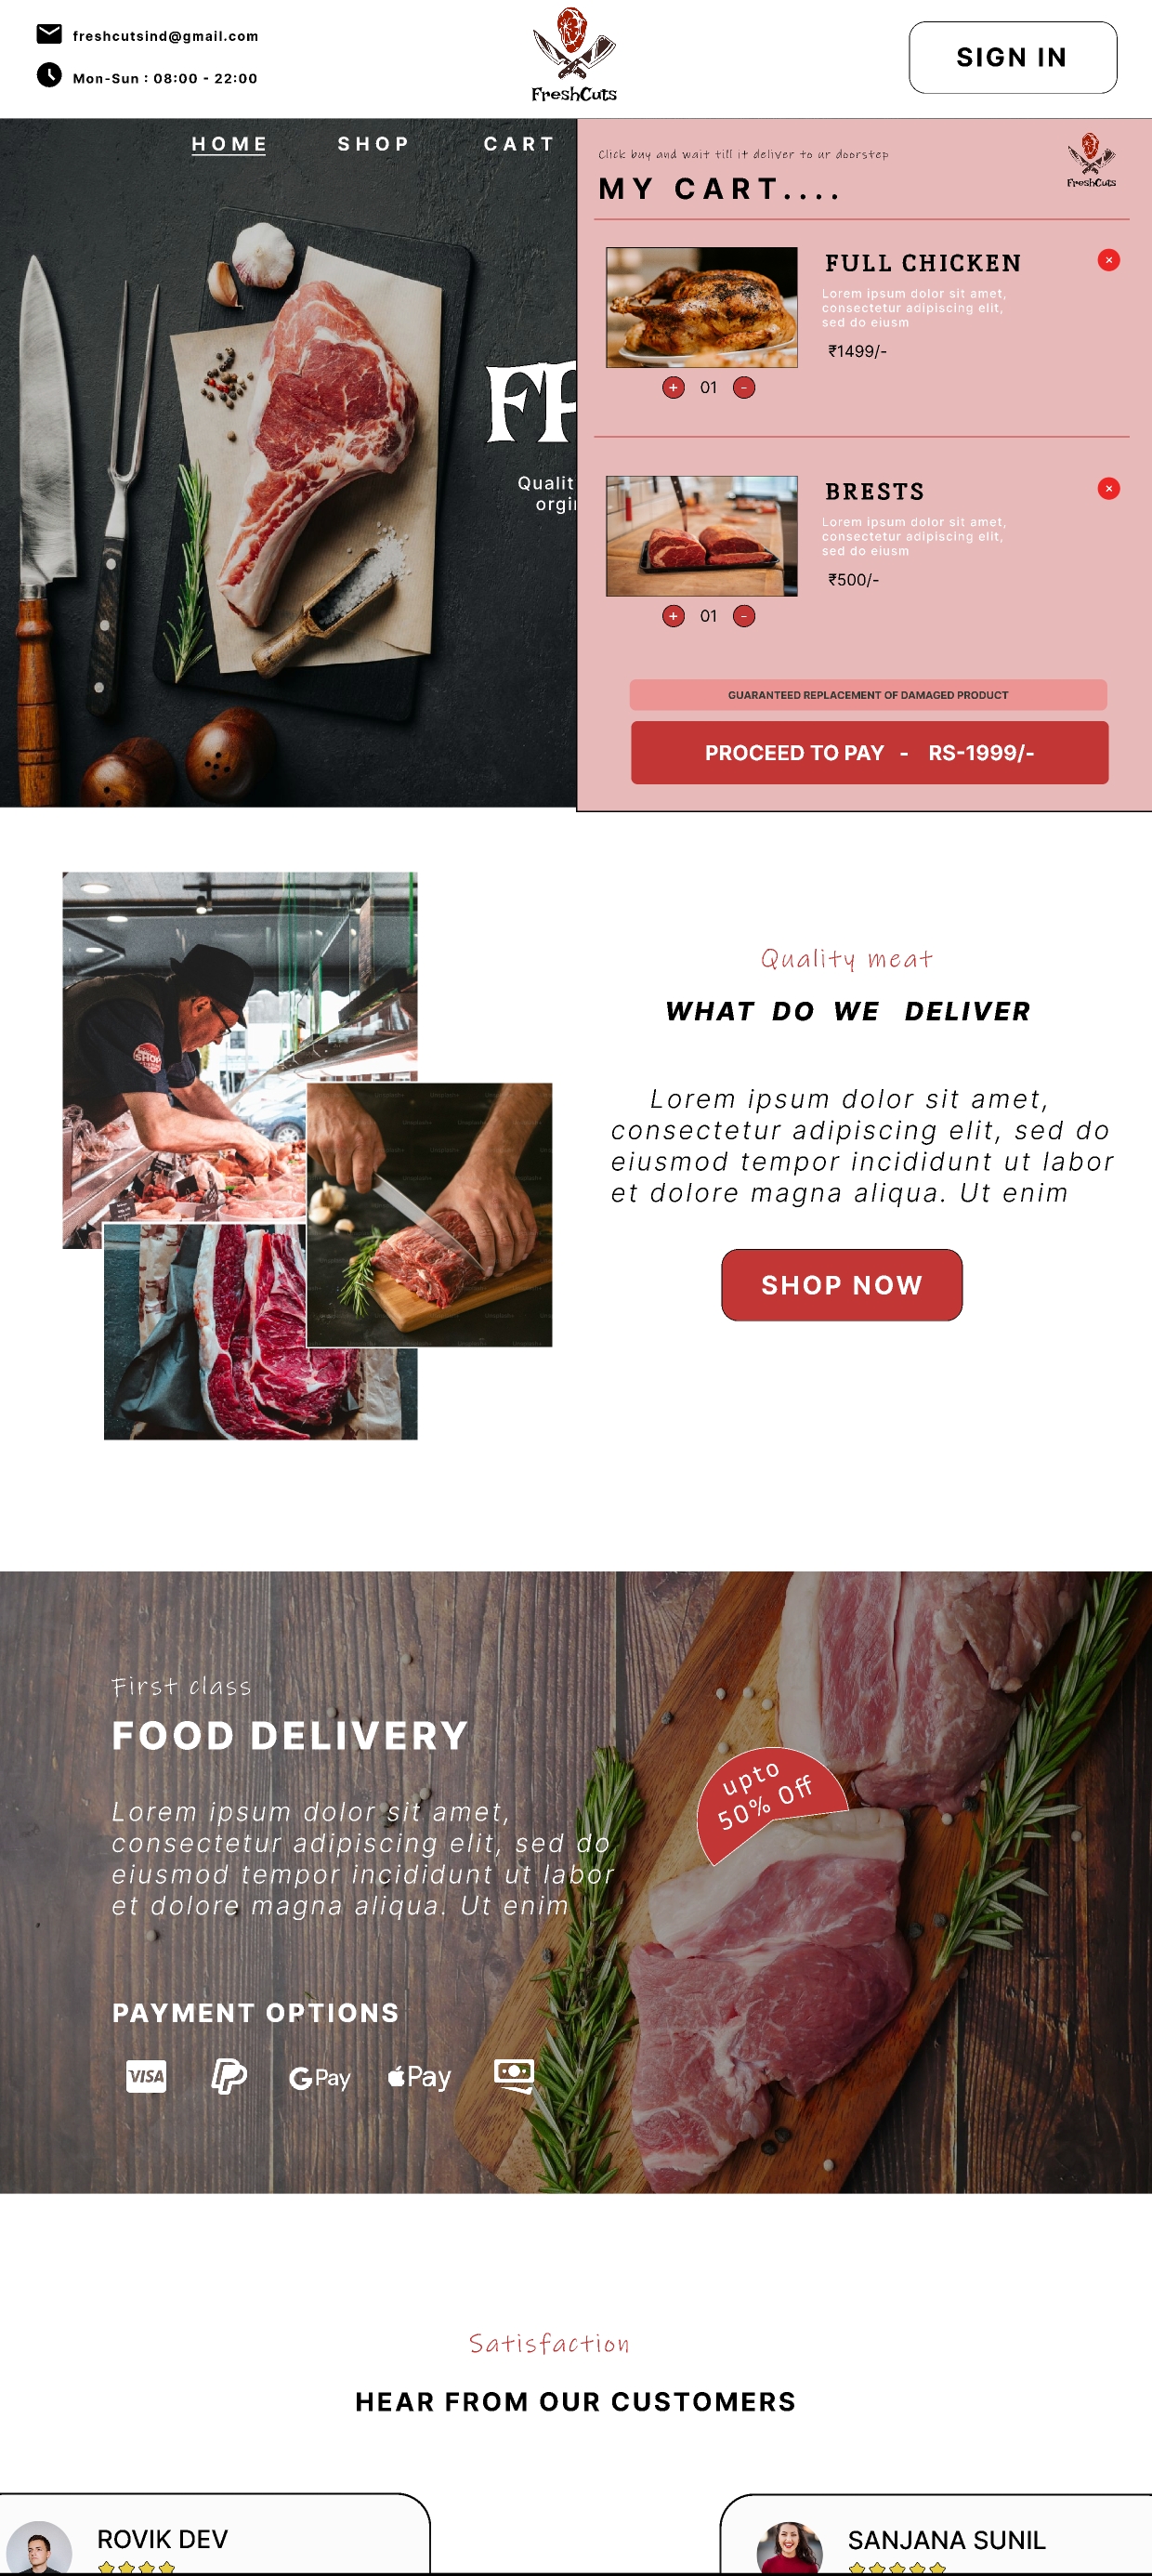 freshcutsind@gmail.com
Mon-Sun : 08:00 - 22:00
FreshCuts
SIGN IN
HOME
SHOP
CART
Click buy and wait till it deliver to ur doorstep
MY CART....
FreshCuts
FULL CHICKEN
Lorem ipsum dolor sit amet,
consectetur adipiscing elit,
sed do eiusm
₹1499/-
+ 01 -
BRESTS
Lorem ipsum dolor sit amet,
consectetur adipiscing elit,
sed do eiusm
₹500/-
+ 01 -
GUARANTEED REPLACEMENT OF DAMAGED PRODUCT
PROCEED TO PAY - RS-1999/-
Qualit
orgi
SHOP
Quality meat
WHAT DO WE DELIVER
Lorem ipsum dolor sit amet,
consectetur adipiscing elit, sed do
eiusmod tempor incididunt ut labor
et dolore magna aliqua. Ut enim
SHOP NOW
First class
FOOD DELIVERY
Lorem ipsum dolor sit amet,
consectetur adipiscing elit, sed do
eiusmod tempor incididunt ut labor
et dolore magna aliqua. Ut enim
upto
50% Off
PAYMENT OPTIONS
VISA
G Pay
Pay
Satisfaction
HEAR FROM OUR CUSTOMERS
ROVIK DEV
SANJANA SUNIL